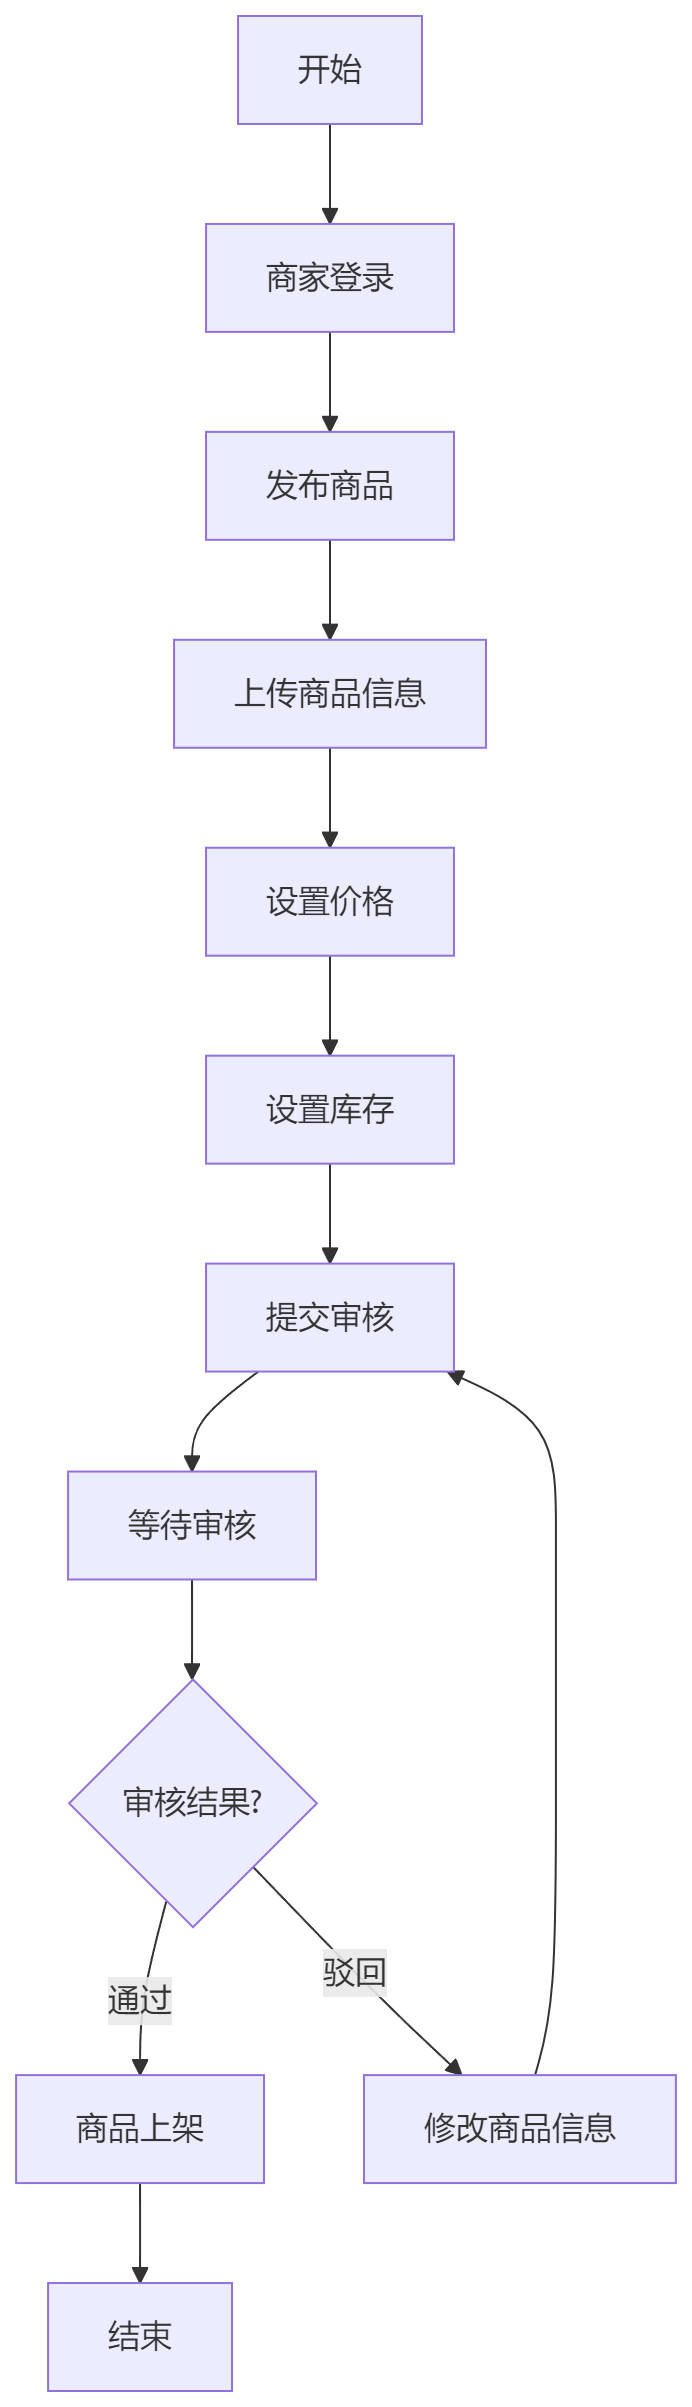 开始
商家登录
发布商品
上传商品信息
设置价格
设置库存
提交审核
等待审核
审核结果?
驳回
通过
商品上架
修改商品信息
结束